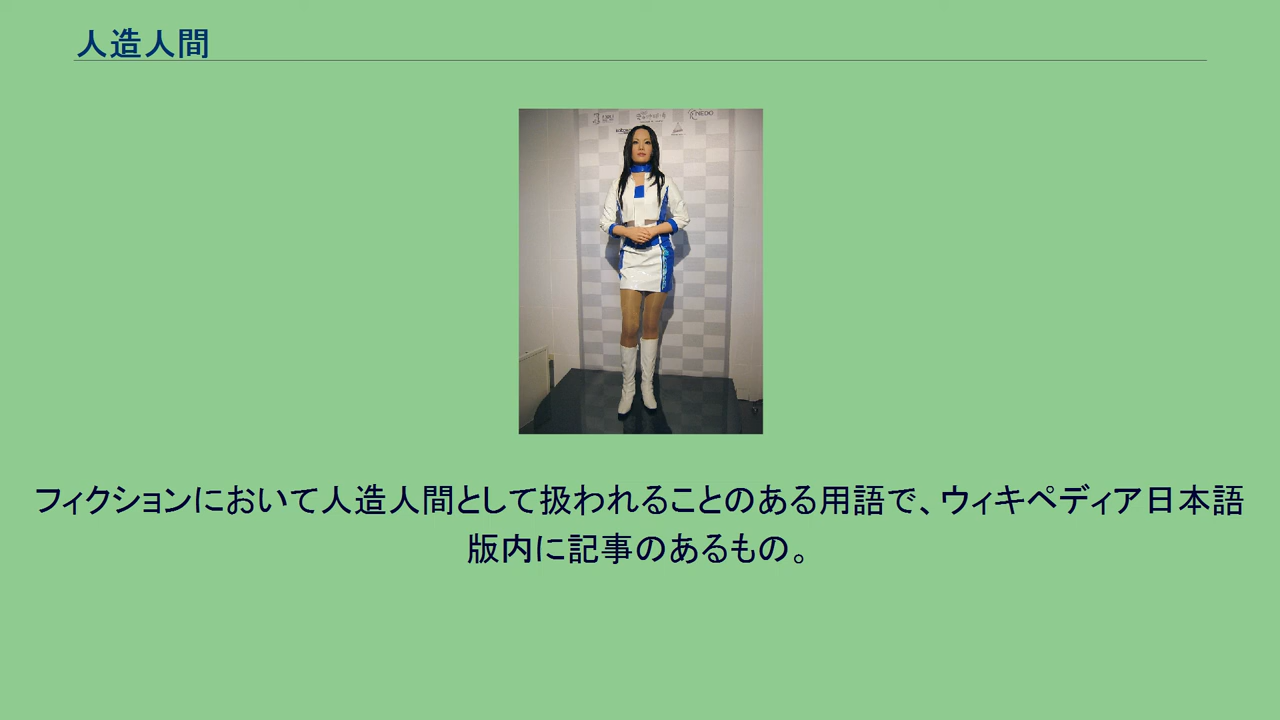 人造人間
フィクションにおいて人造人間として扱われることのある用語で、ウィキペディア日本語
版内に記事のあるもの。